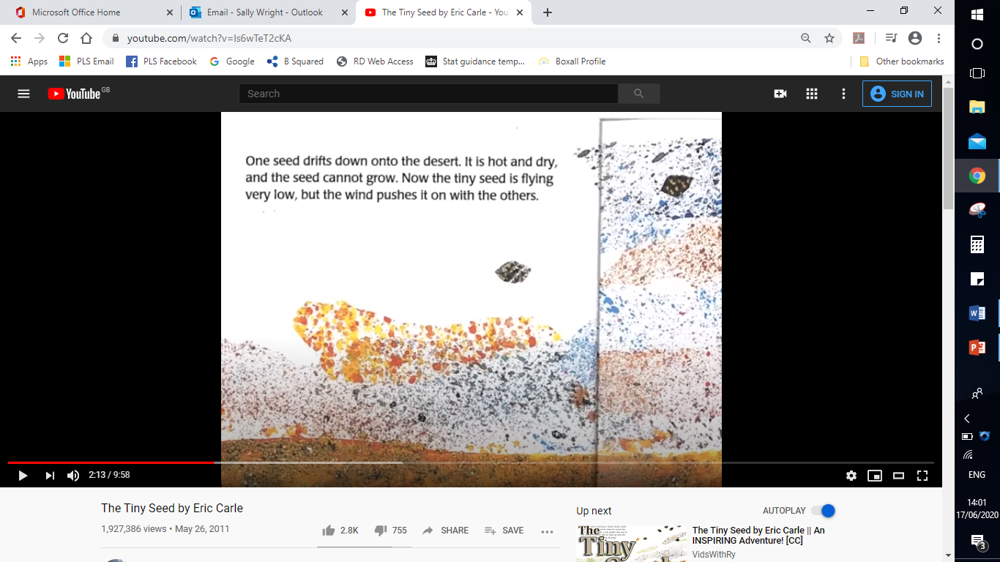 Microsoft Office Home
Email - Sally Wright - Outlook
The Tiny Seed by Eric Carle - You
youtube.com/watch?v=Is6wTeT2cKA
Apps PLS Email PLS Facebook Google B Squared RD Web Access Stat guidance temp... Boxall Profile Other bookmarks
YouTube GB
Search
SIGN IN
One seed drifts down onto the desert. It is hot and dry,
and the seed cannot grow. Now the tiny seed is flying
very low, but the wind pushes it on with the others.
2:13 / 9:58
ENG
14:01
17/06/2020
3
The Tiny Seed by Eric Carle
1,927,386 views • May 26, 2011
2.8K 755 SHARE SAVE
Up next
AUTOPLAY
The
Tiny
The Tiny Seed by Eric Carle || An
INSPIRING Adventure! [CC]
VidsWithRy